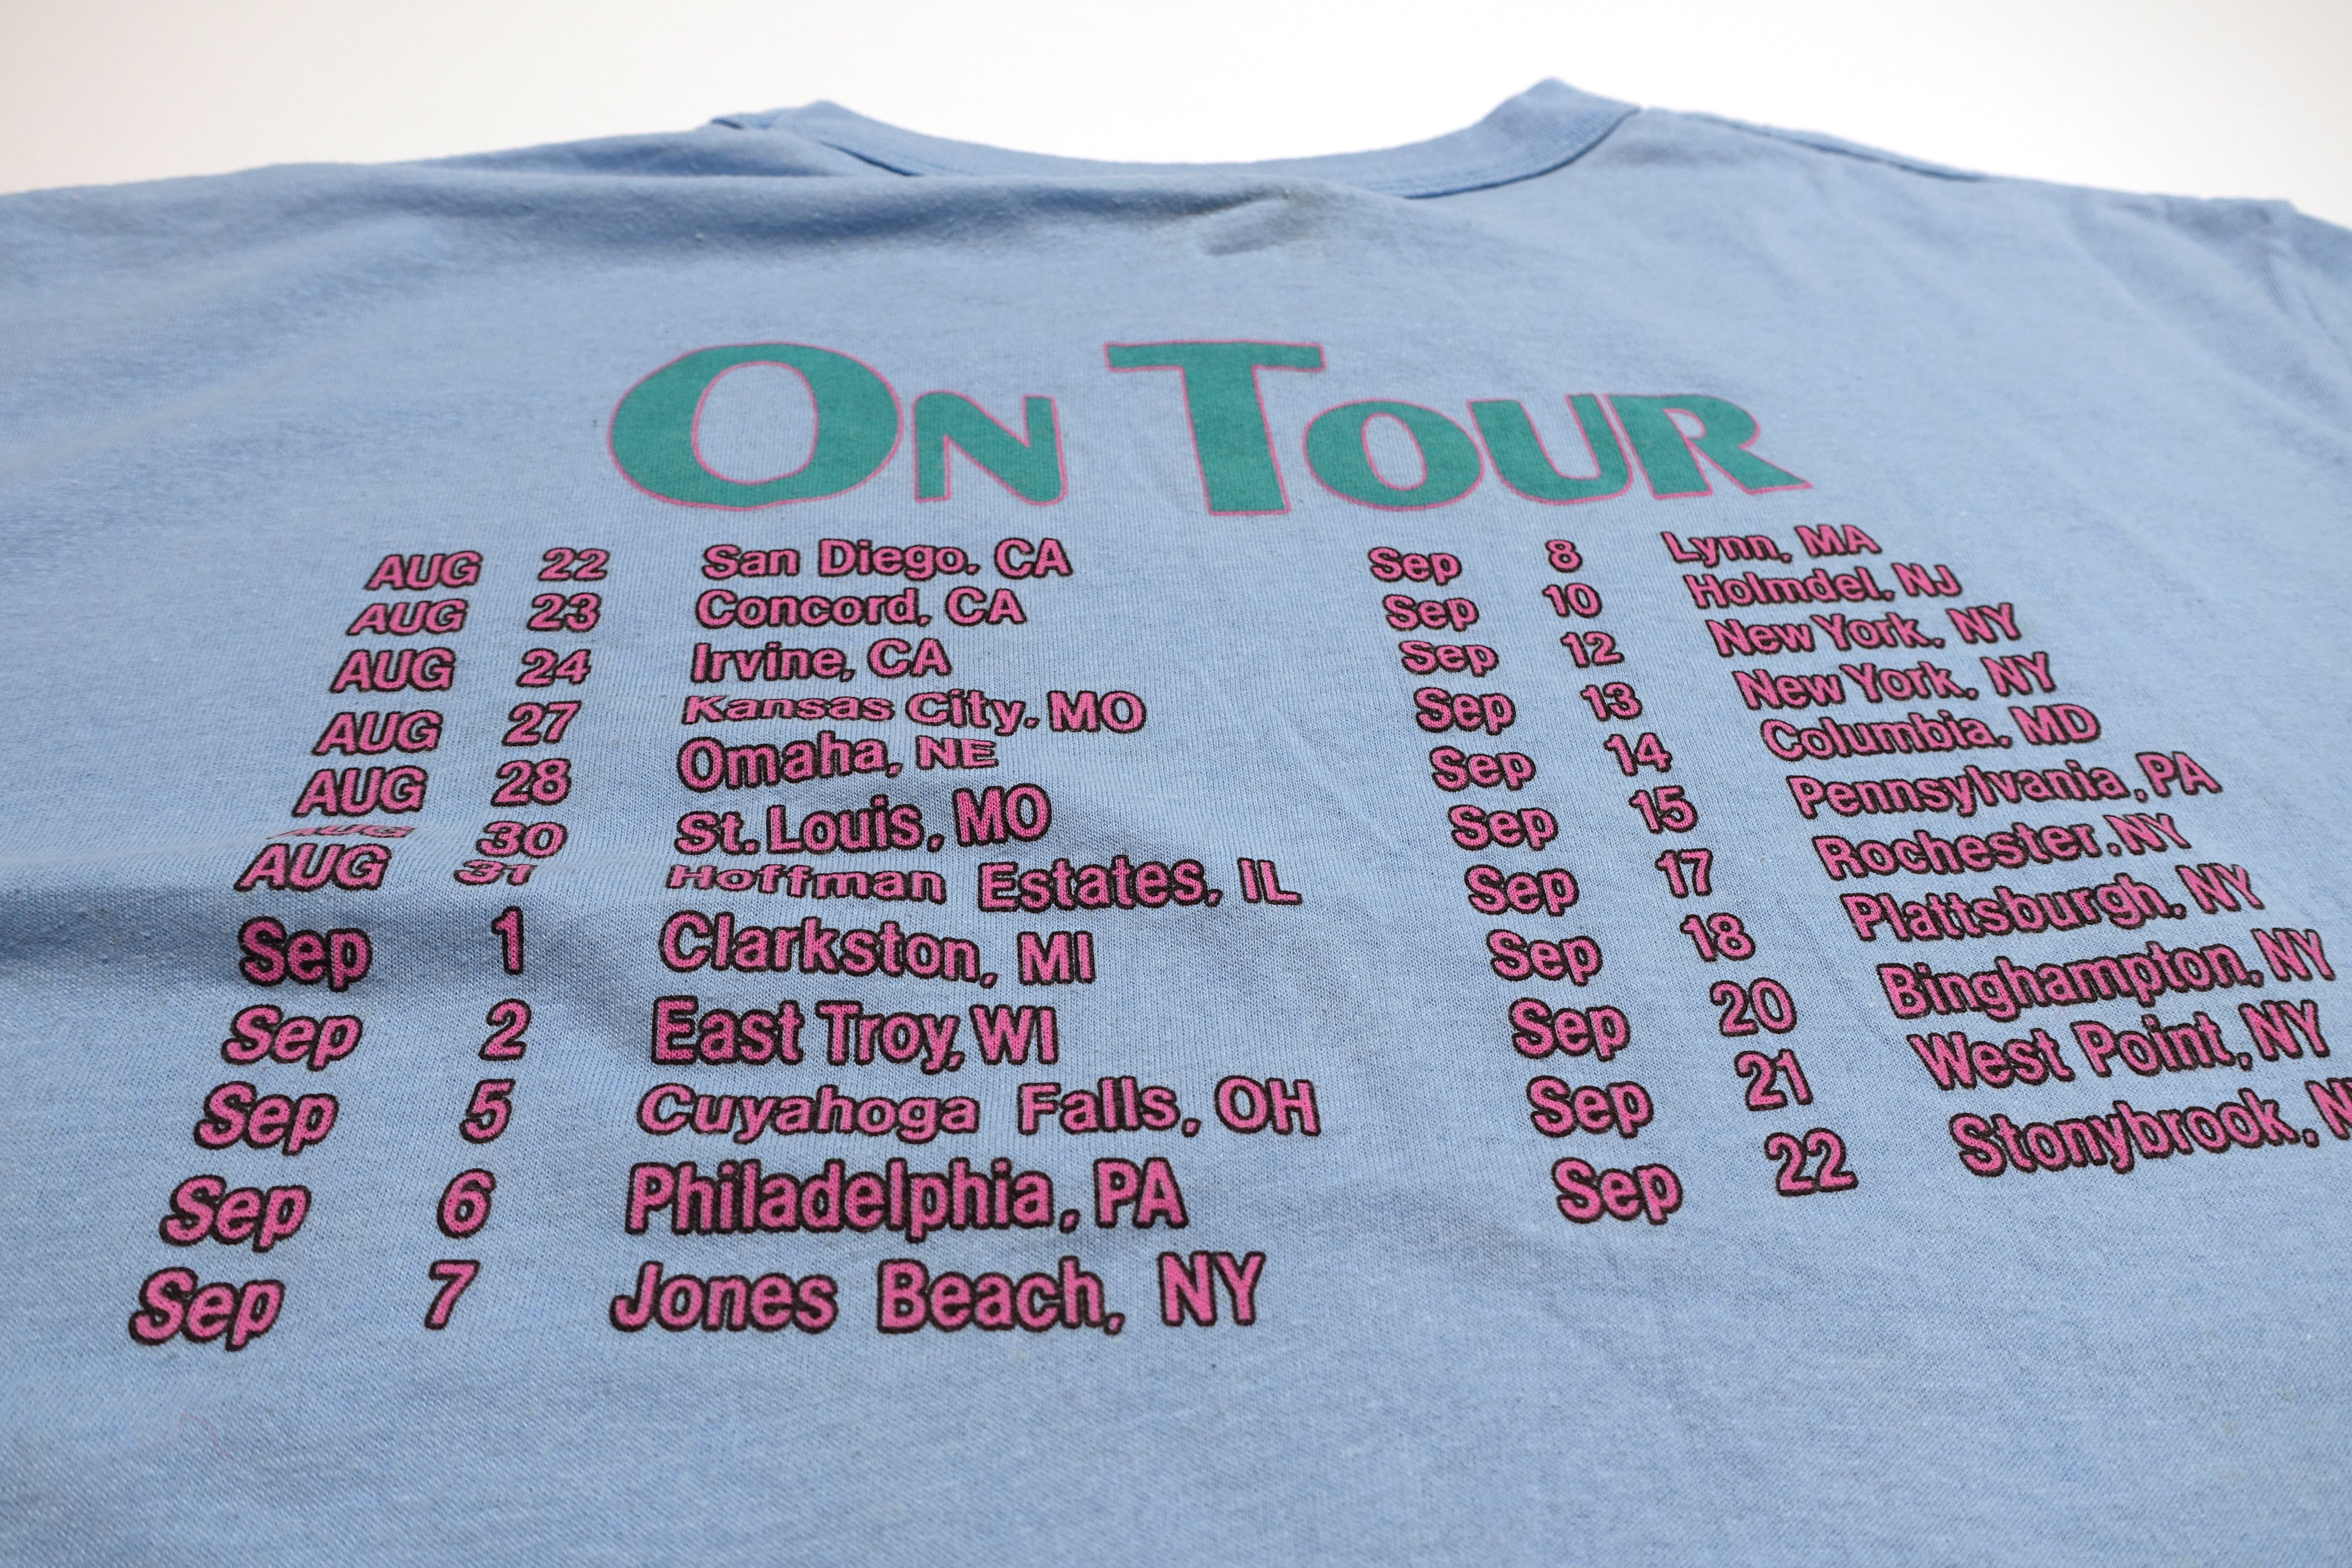 On Tour
AUG 22 San Diego, CA
AUG 23 Concord, CA
AUG 24 Irvine, CA
AUG 27 Kansas City, MO
AUG 28 Omaha, NE
AUG 30 St. Louis, MO
AUG 31 Hoffman Estates, IL
Sep 1 Clarkston, MI
Sep 2 East Troy, WI
Sep 5 Cuyahoga Falls, OH
Sep 6 Philadelphia, PA
Sep 7 Jones Beach, NY
Sep 8 Lynn, MA
Sep 10 Holmdel, NJ
Sep 12 New York, NY
Sep 13 New York, NY
Sep 14 Columbia, MD
Sep 15 Pennsylvania, PA
Sep 17 Rochester, NY
Sep 18 Plattsburgh, NY
Sep 20 Binghampton, NY
Sep 21 West Point, NY
Sep 22 Stonybrook,